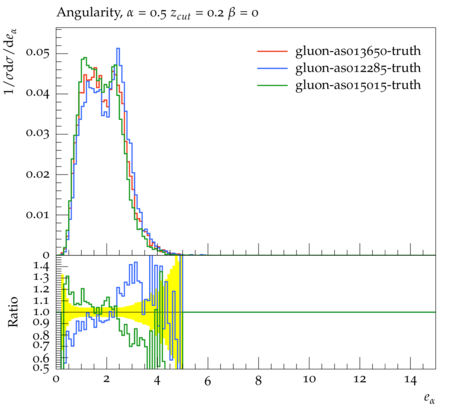 Angularity, α = 0.5 z_cut = 0.2 β = 0
1/σdσ/de_α
0.05
0.04
0.03
0.02
0.01
0
gluon-as013650-truth
gluon-as012285-truth
gluon-as015015-truth
Ratio
1.4
1.3
1.2
1.1
1.0
0.9
0.8
0.7
0.6
0.5
0 2 4 6 8 10 12 14
e_α